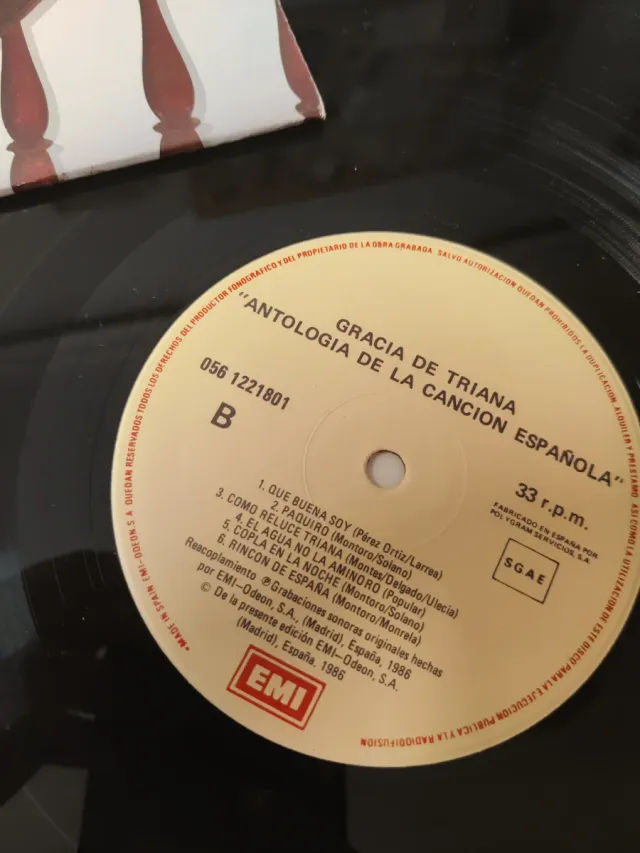 GRACIA DE TRIANA
"ANTOLOGIA DE LA CANCION ESPAÑOLA"
056 1221801
B
33 r.p.m.
FABRICADO EN ESPAÑA POR
POLYGRAM SERVICIOS, S.A.
SGAE
1. QUE BUENA SOY (Pérez Ortiz/Larrea)
2. PAQUIRO (Montoro/Solano)
3. COMO RELUCE TRIANA (Montes/Delgado/Ulecia)
4. EL AGUA NO LA AMINORO (Popular)
5. COPLA EN LA NOCHE (Montoro/Solano)
6. RINCON DE ESPAÑA (Montoro/Monrela)
Reacoplamiento ℗ Grabaciones sonoras originales hechas
por EMI-Odeon, S.A., (Madrid), España, 1986
© De la presente edición EMI-Odeon, S.A.
(Madrid), España. 1986
EMI
•MADE IN SPAIN EMI-ODEON S A QUEDAN RESERVADOS TODOS LOS DERECHOS DEL PRODUCTOR FONOGRAFICO Y DEL PROPIETARIO DE LA OBRA GRABADA. SALVO AUTORIZACION QUEDAN PROHIBIDOS LA DUPLICACION, ALQUILER Y PRESTAMO, ASI COMO LA UTILIZACION DE ESTE DISCO PARA LA EJECUCION PUBLICA Y LA RADIODIFUSION